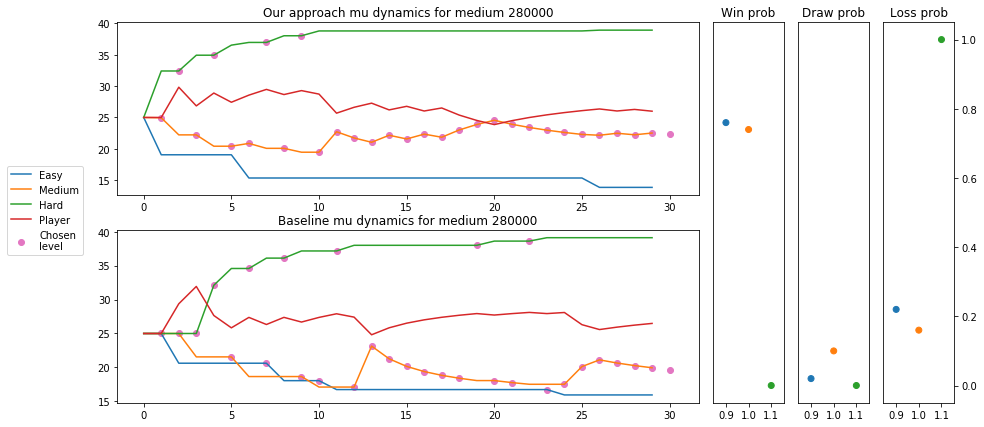 Our approach mu dynamics for medium 280000
40
35
30
25
20
15
0
5
10
15
20
25
30
Easy
Medium
Hard
Player
Chosen
level
Baseline mu dynamics for medium 280000
40
35
30
25
20
15
0
5
10
15
20
25
30
Win prob
0.9 1.0 1.1
Draw prob
0.9 1.0 1.1
Loss prob
0.9 1.0 1.1
1.0
0.8
0.6
0.4
0.2
0.0